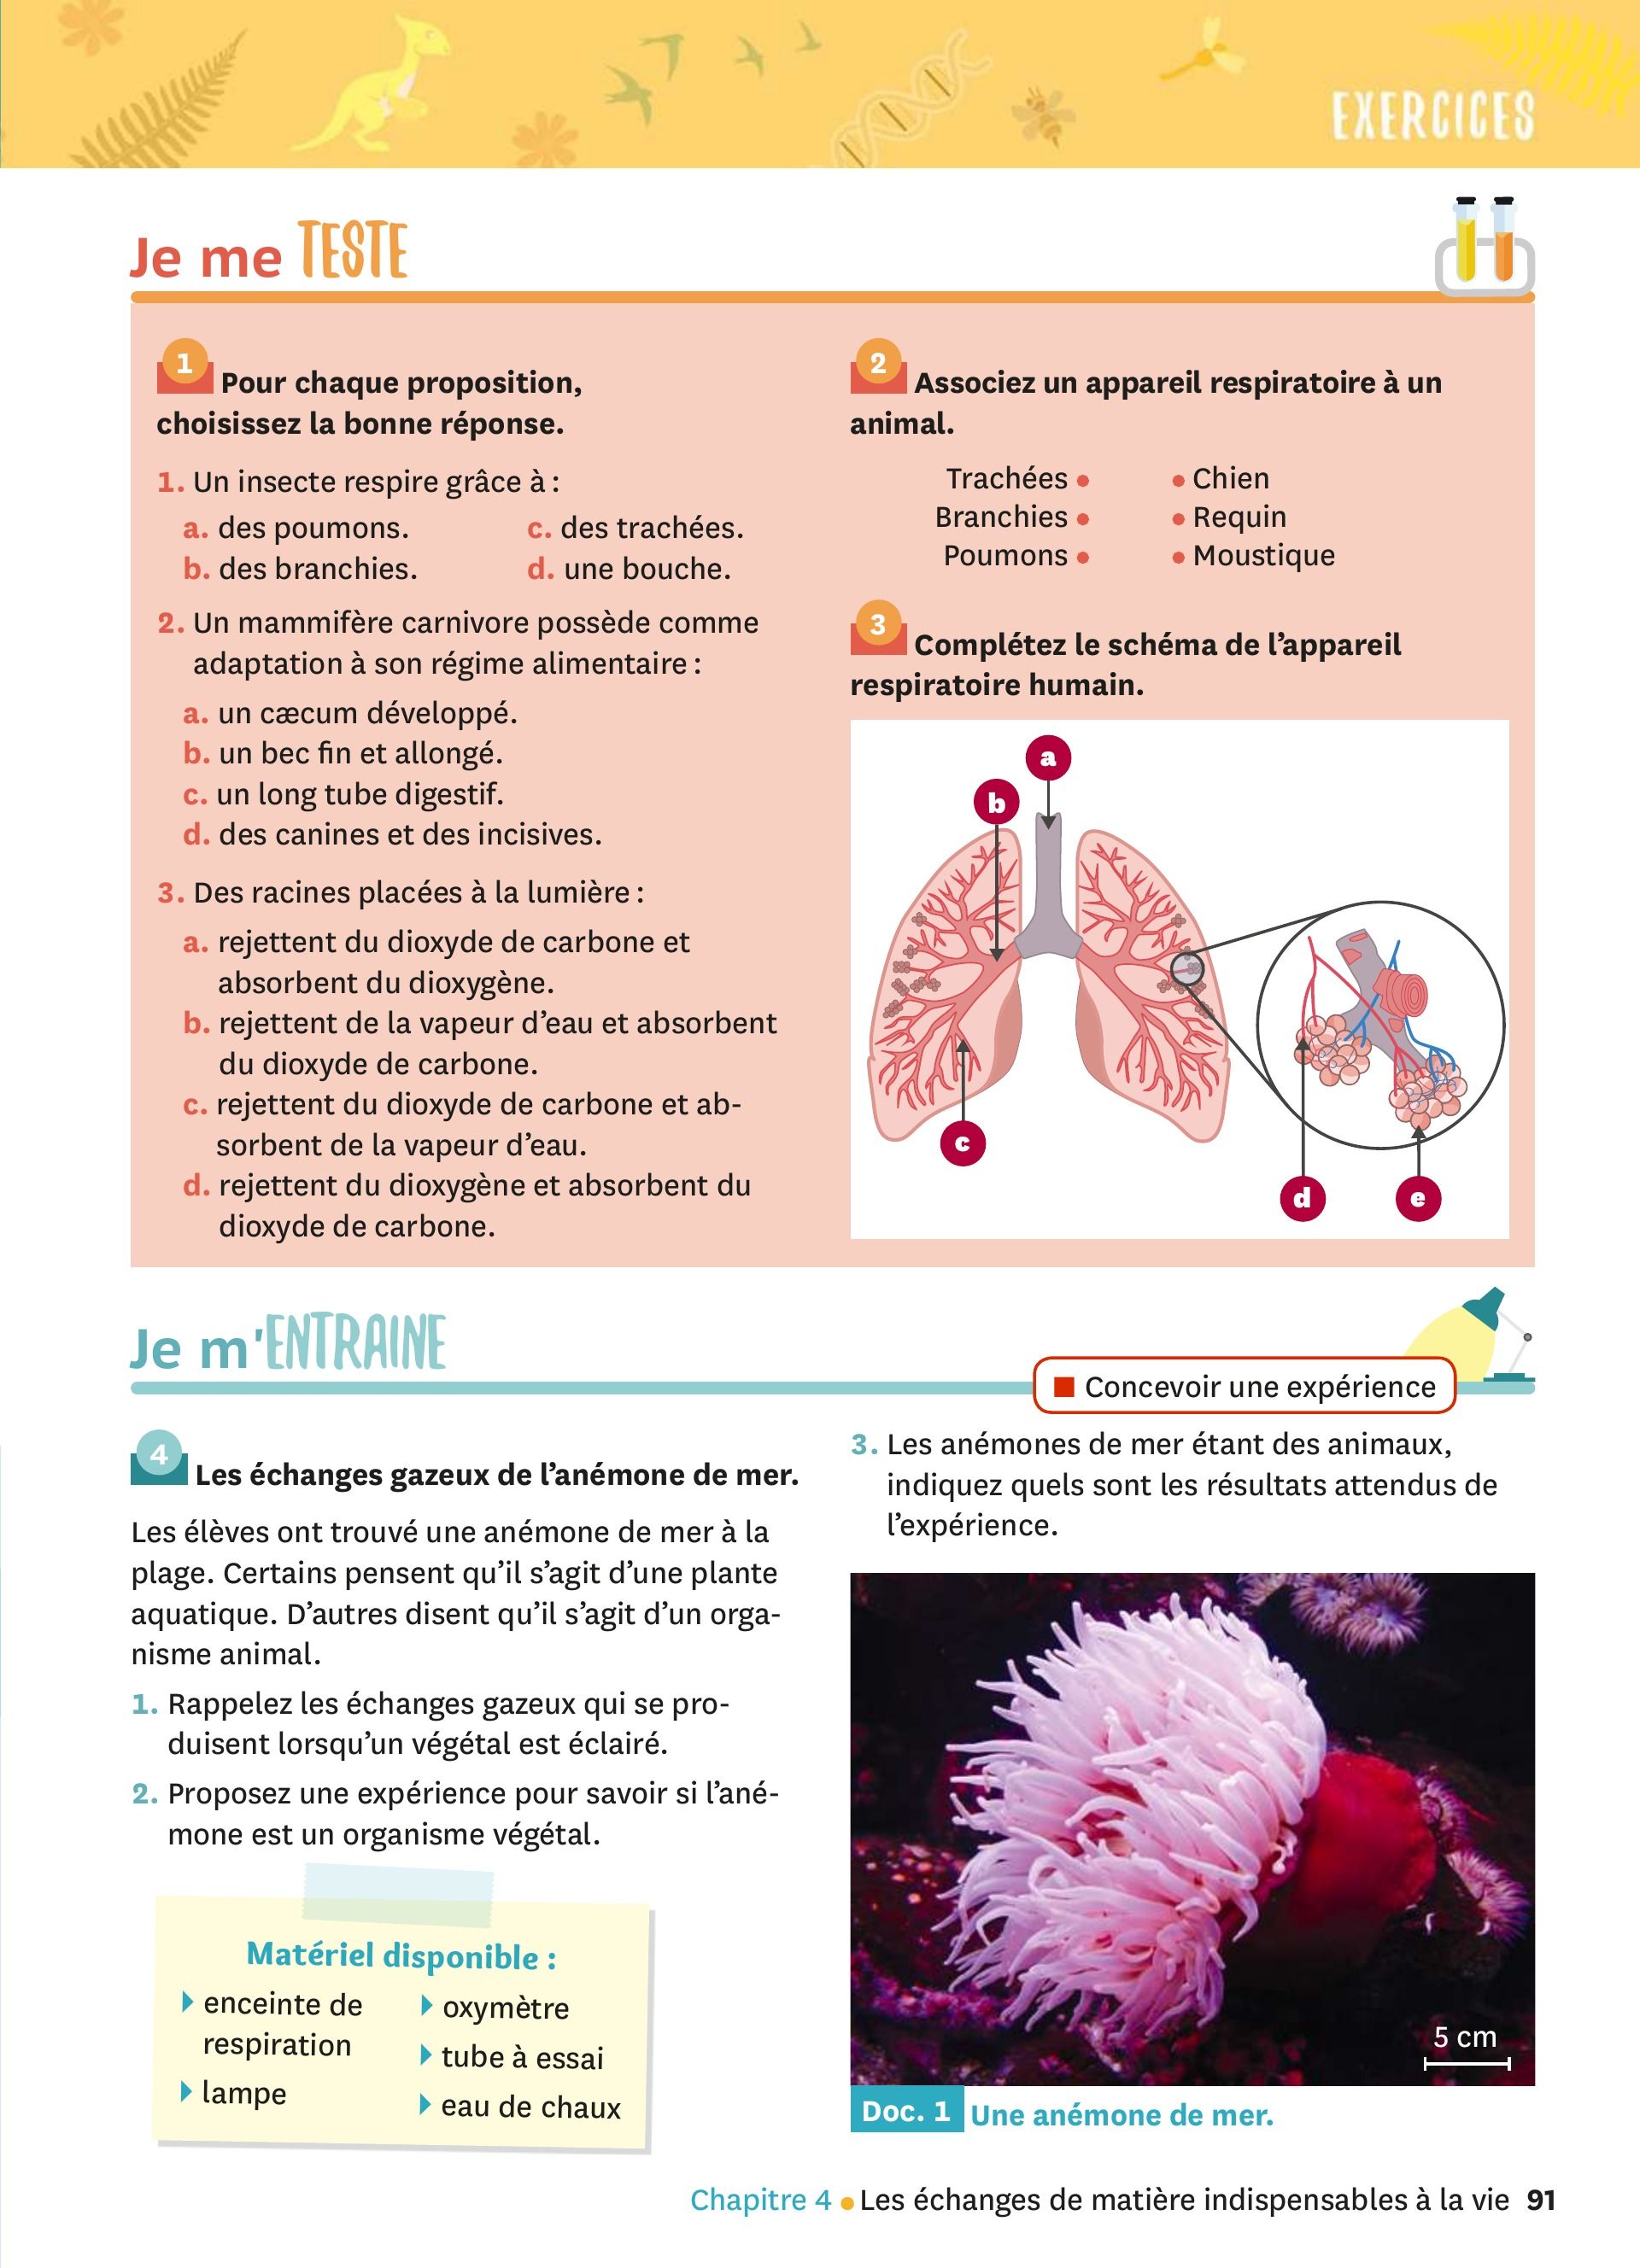 EXERCICES
Je me TESTE
1 Pour chaque proposition,
choisissez la bonne réponse.
1. Un insecte respire grâce à :
a. des poumons.
b. des branchies.
c. des trachées.
d. une bouche.
2. Un mammifère carnivore possède comme
adaptation à son régime alimentaire :
a. un cæcum développé.
b. un bec fin et allongé.
c. un long tube digestif.
d. des canines et des incisives.
3. Des racines placées à la lumière :
a. rejettent du dioxyde de carbone et
absorbent du dioxygène.
b. rejettent de la vapeur d'eau et absorbent
du dioxyde de carbone.
c. rejettent du dioxyde de carbone et ab-
sorbent de la vapeur d'eau.
d. rejettent du dioxygène et absorbent du
dioxyde de carbone.
2 Associez un appareil respiratoire à un
animal.
Trachées • • Chien
Branchies • • Requin
Poumons • • Moustique
3 Complétez le schéma de l'appareil
respiratoire humain.
a
b
c
d
e
Je m'ENTRAINE
Concevoir une expérience
4 Les échanges gazeux de l'anémone de mer.
Les élèves ont trouvé une anémone de mer à la
plage. Certains pensent qu'il s'agit d'une plante
aquatique. D'autres disent qu'il s'agit d'un orga-
nisme animal.
1. Rappelez les échanges gazeux qui se pro-
duisent lorsqu'un végétal est éclairé.
2. Proposez une expérience pour savoir si l'ané-
mone est un organisme végétal.
Matériel disponible :
enceinte de
respiration
lampe
oxymètre
tube à essai
eau de chaux
3. Les anémones de mer étant des animaux,
indiquez quels sont les résultats attendus de
l'expérience.
5 cm
Doc. 1 Une anémone de mer.
Chapitre 4 • Les échanges de matière indispensables à la vie 91